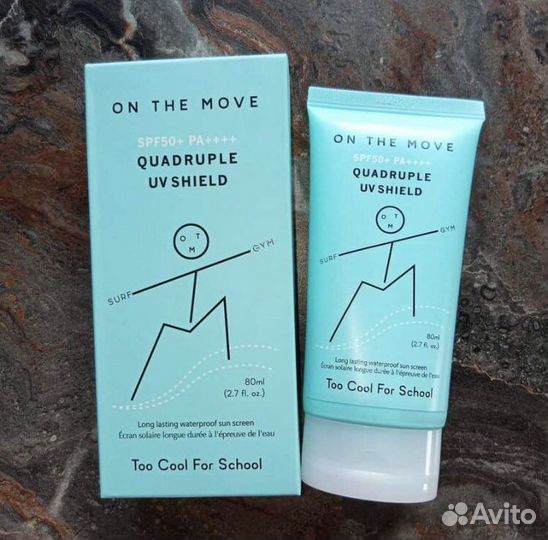 ON THE MOVE
SPF50+ PA++++
QUADRUPLE
UV SHIELD
O T
M
SURF
GYM
80ml
(2.7 fl. oz.)
Long lasting waterproof sun screen
Écran solaire longue durée à l'épreuve de l'eau
Too Cool For School
ON THE MOVE
SPF50+ PA++++
QUADRUPLE
UV SHIELD
O T
M
SURF
GYM
80ml
(2.7 fl. oz.)
Long lasting waterproof sun screen
Écran solaire longue durée à l'épreuve de l'eau
Too Cool For School
Avito